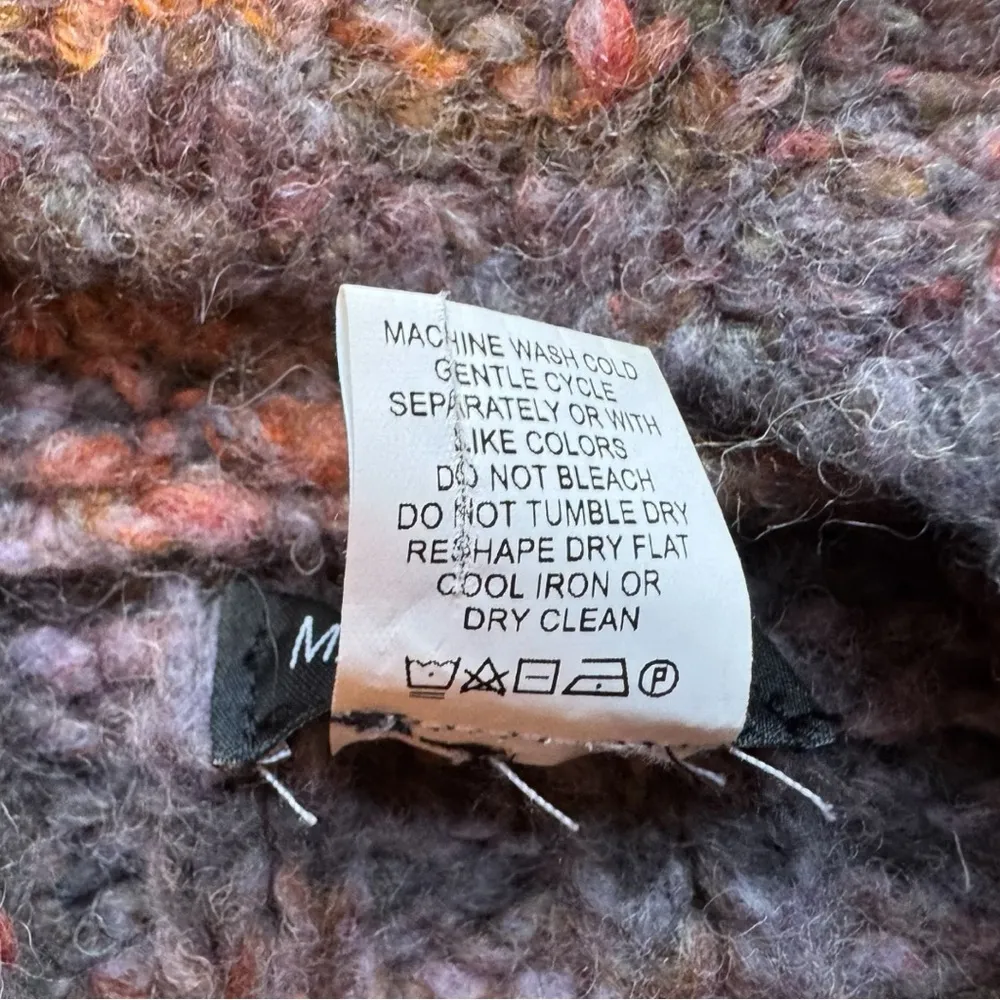 MACHINE WASH COLD
GENTLE CYCLE
SEPARATELY OR WITH
LIKE COLORS
DO NOT BLEACH
DO NOT TUMBLE DRY
RESHAPE DRY FLAT
COOL IRON OR
DRY CLEAN
P
M